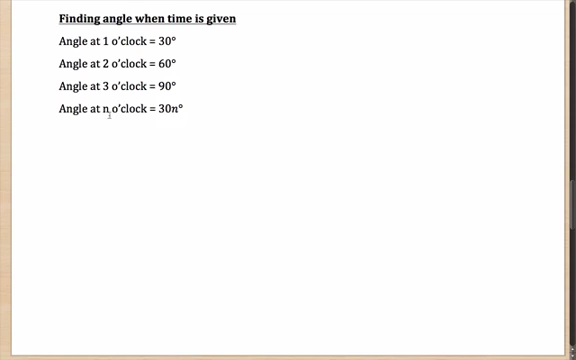 Finding angle when time is given
Angle at 1 o’clock = 30°
Angle at 2 o’clock = 60°
Angle at 3 o’clock = 90°
Angle at n o’clock = 30n°